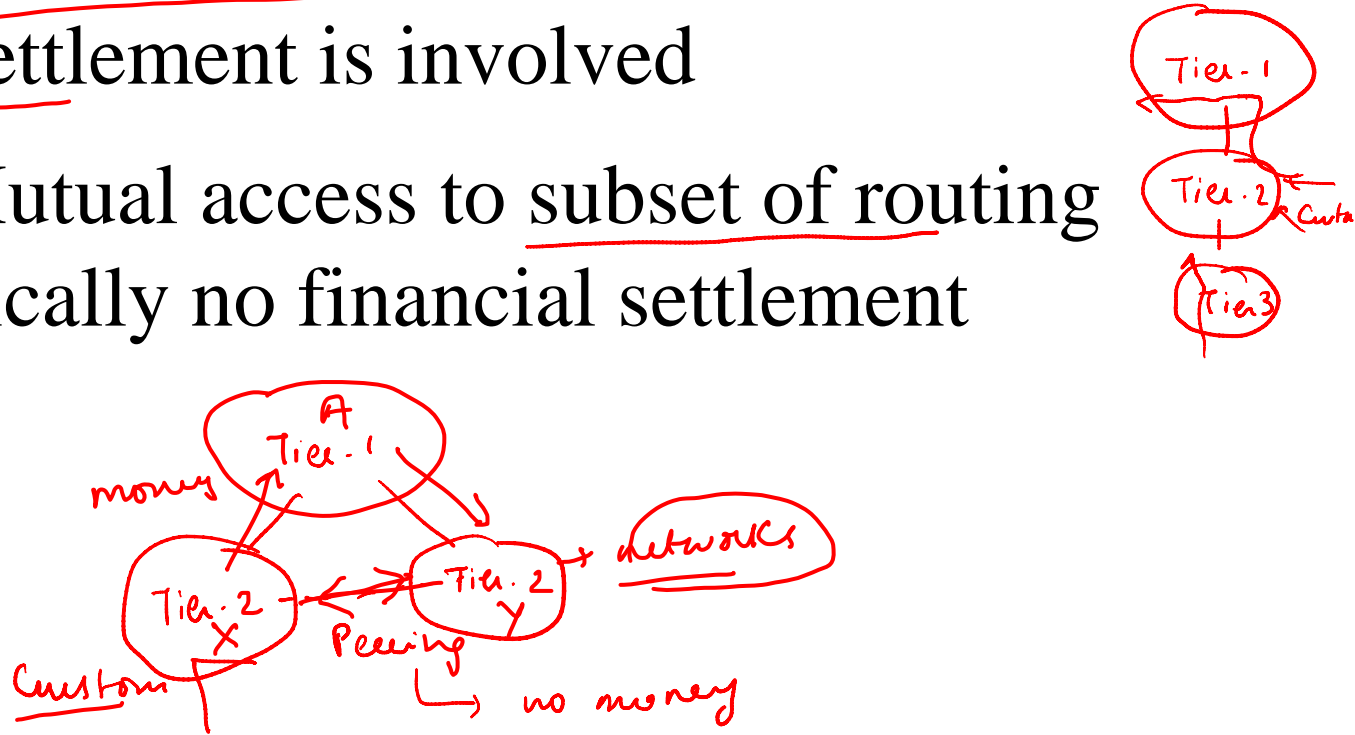 ettlement is involved
Tier-1
utual access to subset of routing
Tier.2
ically no financial settlement
Tier3
A
Tier-1
money
networks
Tier.2
X
Tier.2
Y
Peering
Custom
no money